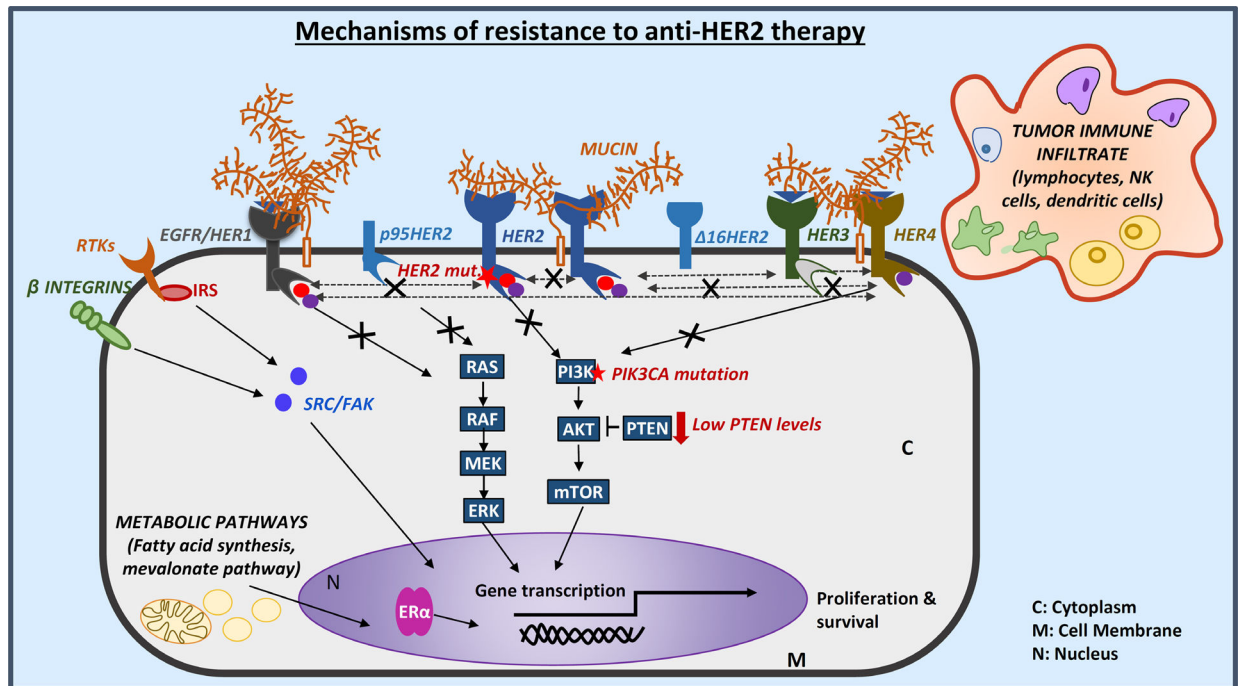 Mechanisms of resistance to anti-HER2 therapy
TUMOR IMMUNE
INFILTRATE
(lymphocytes, NK
cells, dendritic cells)
MUCIN
EGFR/HER1
p95HER2
HER2
Δ16HER2
HER3
HER4
RTKs
HER2 mut.
β INTEGRINS
IRS
RAS
PI3K
PIK3CA mutation
SRC/FAK
RAF
AKT
PTEN
Low PTEN levels
C
MEK
mTOR
ERK
METABOLIC PATHWAYS
(Fatty acid synthesis,
mevalonate pathway)
N
Gene transcription
ERα
Proliferation &
survival
M
C: Cytoplasm
M: Cell Membrane
N: Nucleus